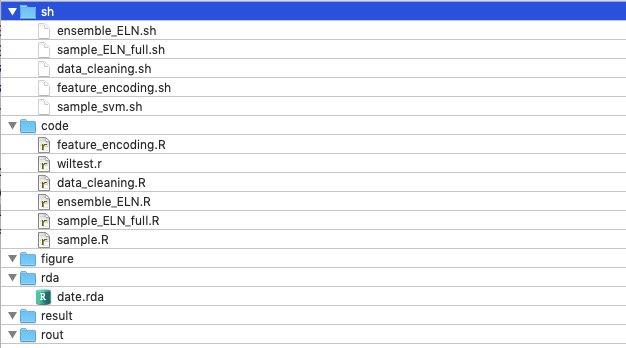 sh
ensemble_ELN.sh
sample_ELN_full.sh
data_cleaning.sh
feature_encoding.sh
sample_svm.sh
code
feature_encoding.R
wiltest.r
data_cleaning.R
ensemble_ELN.R
sample_ELN_full.R
sample.R
figure
rda
date.rda
result
rout